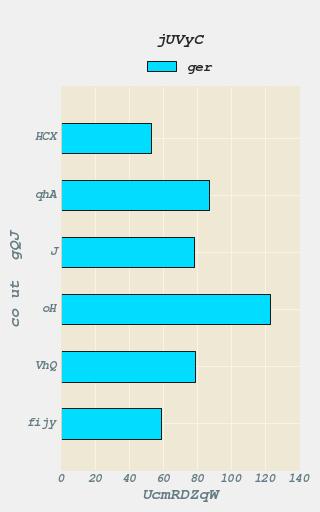 jUVyC
ger
HCX
qhA
J
oH
VhQ
fijy
co ut  gQJ
0 20 40 60 80 100 120 140
UcmRDZqW